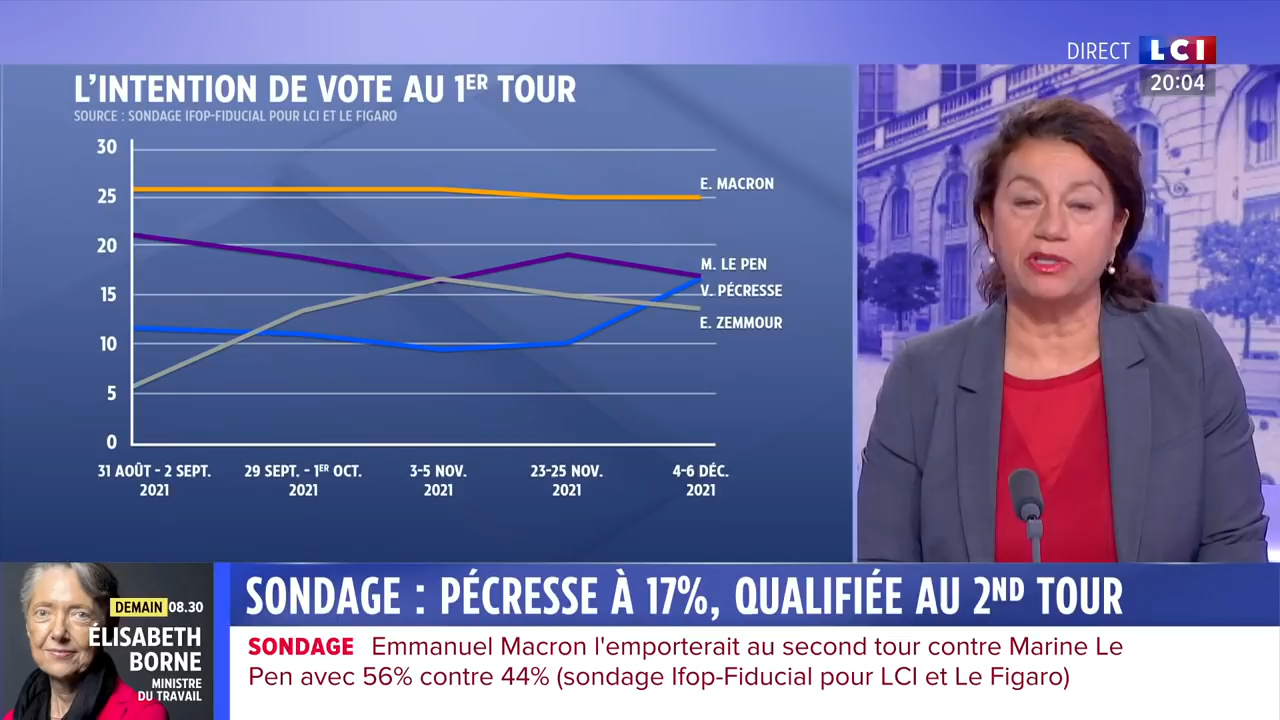 DIRECT LCI
20:04
L'INTENTION DE VOTE AU 1ER TOUR
SOURCE : SONDAGE IFOP-FIDUCIAL POUR LCI ET LE FIGARO
30
25
20
15
10
5
0
E. MACRON
M. LE PEN
V. PÉCRESSE
E. ZEMMOUR
31 AOÛT - 2 SEPT.
2021
29 SEPT. - 1ER OCT.
2021
3-5 NOV.
2021
23-25 NOV.
2021
4-6 DÉC.
2021
DEMAIN 08.30
ÉLISABETH
BORNE
MINISTRE
DU TRAVAIL
SONDAGE : PÉCRESSE À 17%, QUALIFIÉE AU 2ND TOUR
SONDAGE Emmanuel Macron l'emporterait au second tour contre Marine Le
Pen avec 56% contre 44% (sondage Ifop-Fiducial pour LCI et Le Figaro)